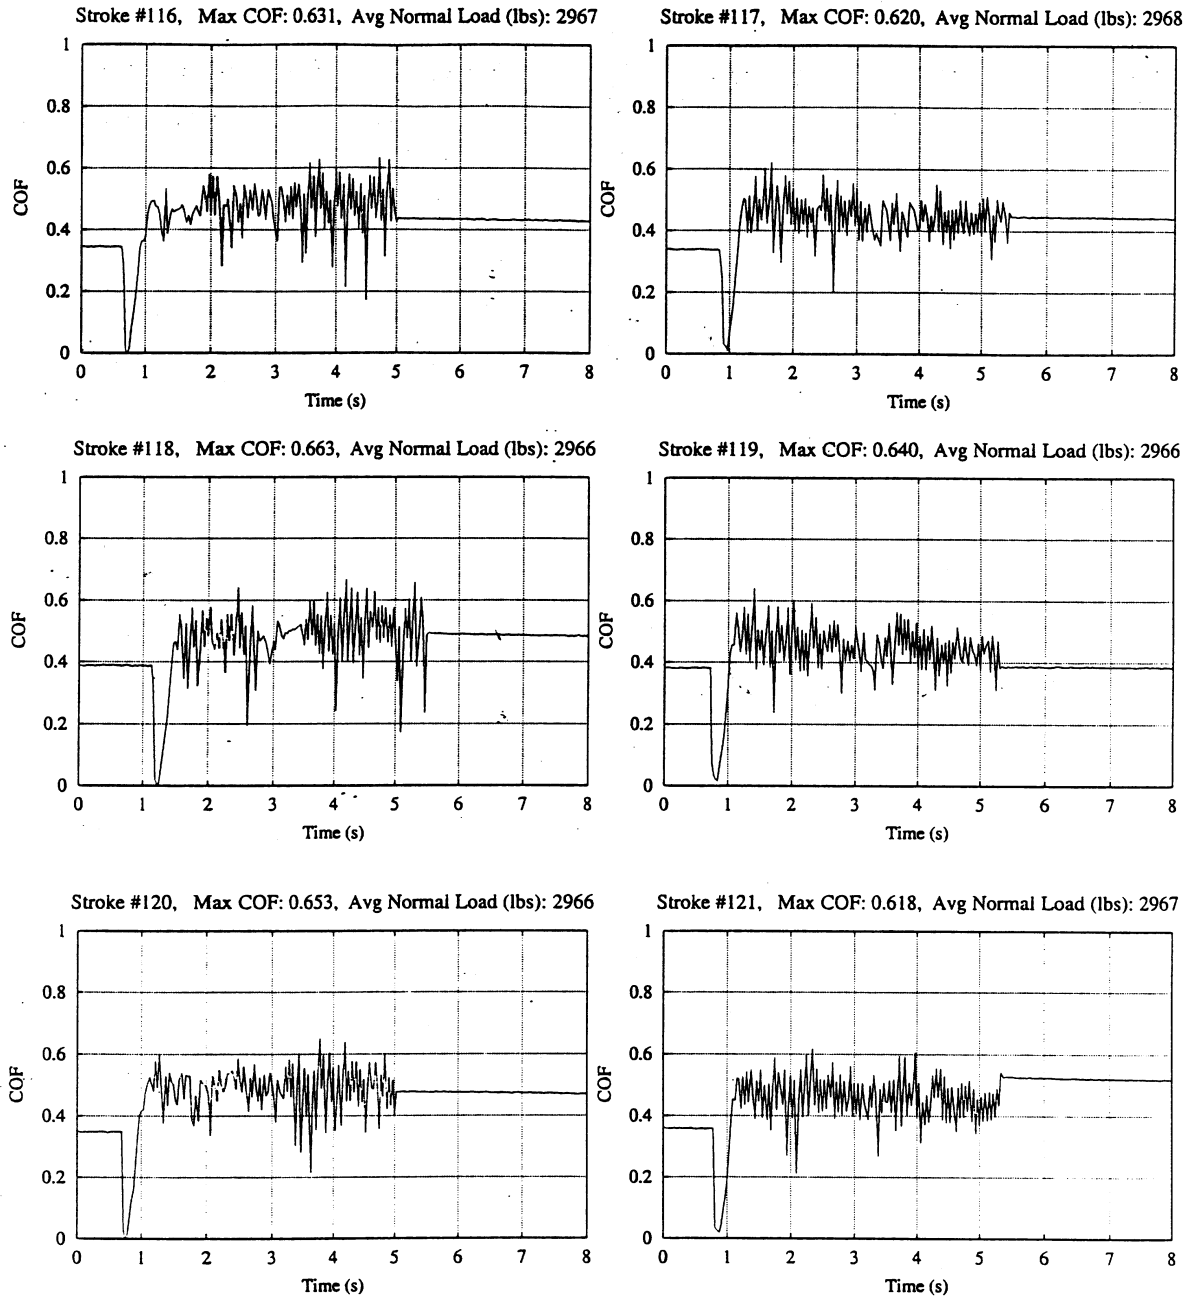 Stroke #116, Max COF: 0.631, Avg Normal Load (lbs): 2967
1
0.8
0.6
0.4
0.2
0
COF
0 1 2 3 4 5 6 7 8
Time (s)
Stroke #117, Max COF: 0.620, Avg Normal Load (lbs): 2968
1
0.8
0.6
0.4
0.2
0
COF
0 1 2 3 4 5 6 7 8
Time (s)
Stroke #118, Max COF: 0.663, Avg Normal Load (lbs): 2966
1
0.8
0.6
0.4
0.2
0
COF
0 1 2 3 4 5 6 7 8
Time (s)
Stroke #119, Max COF: 0.640, Avg Normal Load (lbs): 2966
1
0.8
0.6
0.4
0.2
0
COF
0 1 2 3 4 5 6 7 8
Time (s)
Stroke #120, Max COF: 0.653, Avg Normal Load (lbs): 2966
1
0.8
0.6
0.4
0.2
0
COF
0 1 2 3 4 5 6 7 8
Time (s)
Stroke #121, Max COF: 0.618, Avg Normal Load (lbs): 2967
1
0.8
0.6
0.4
0.2
0
COF
0 1 2 3 4 5 6 7 8
Time (s)